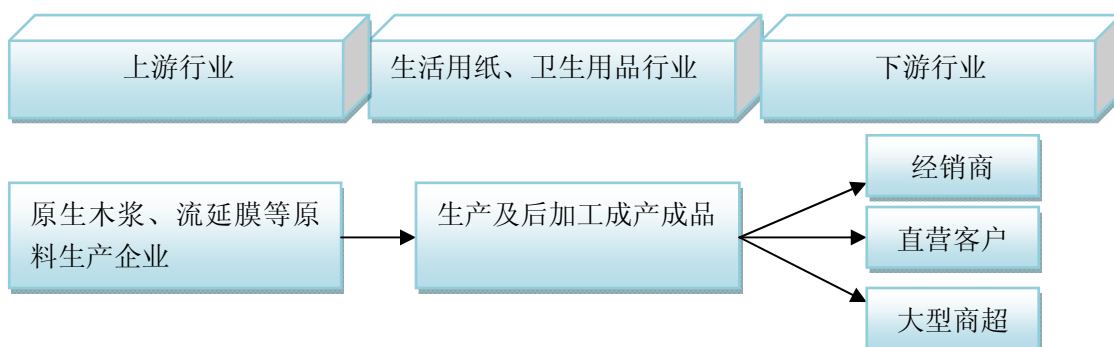 上游行业
生活用纸、卫生用品行业
下游行业
原生木浆、流延膜等原
料生产企业
生产及后加工成产成品
经销商
直营客户
大型商超